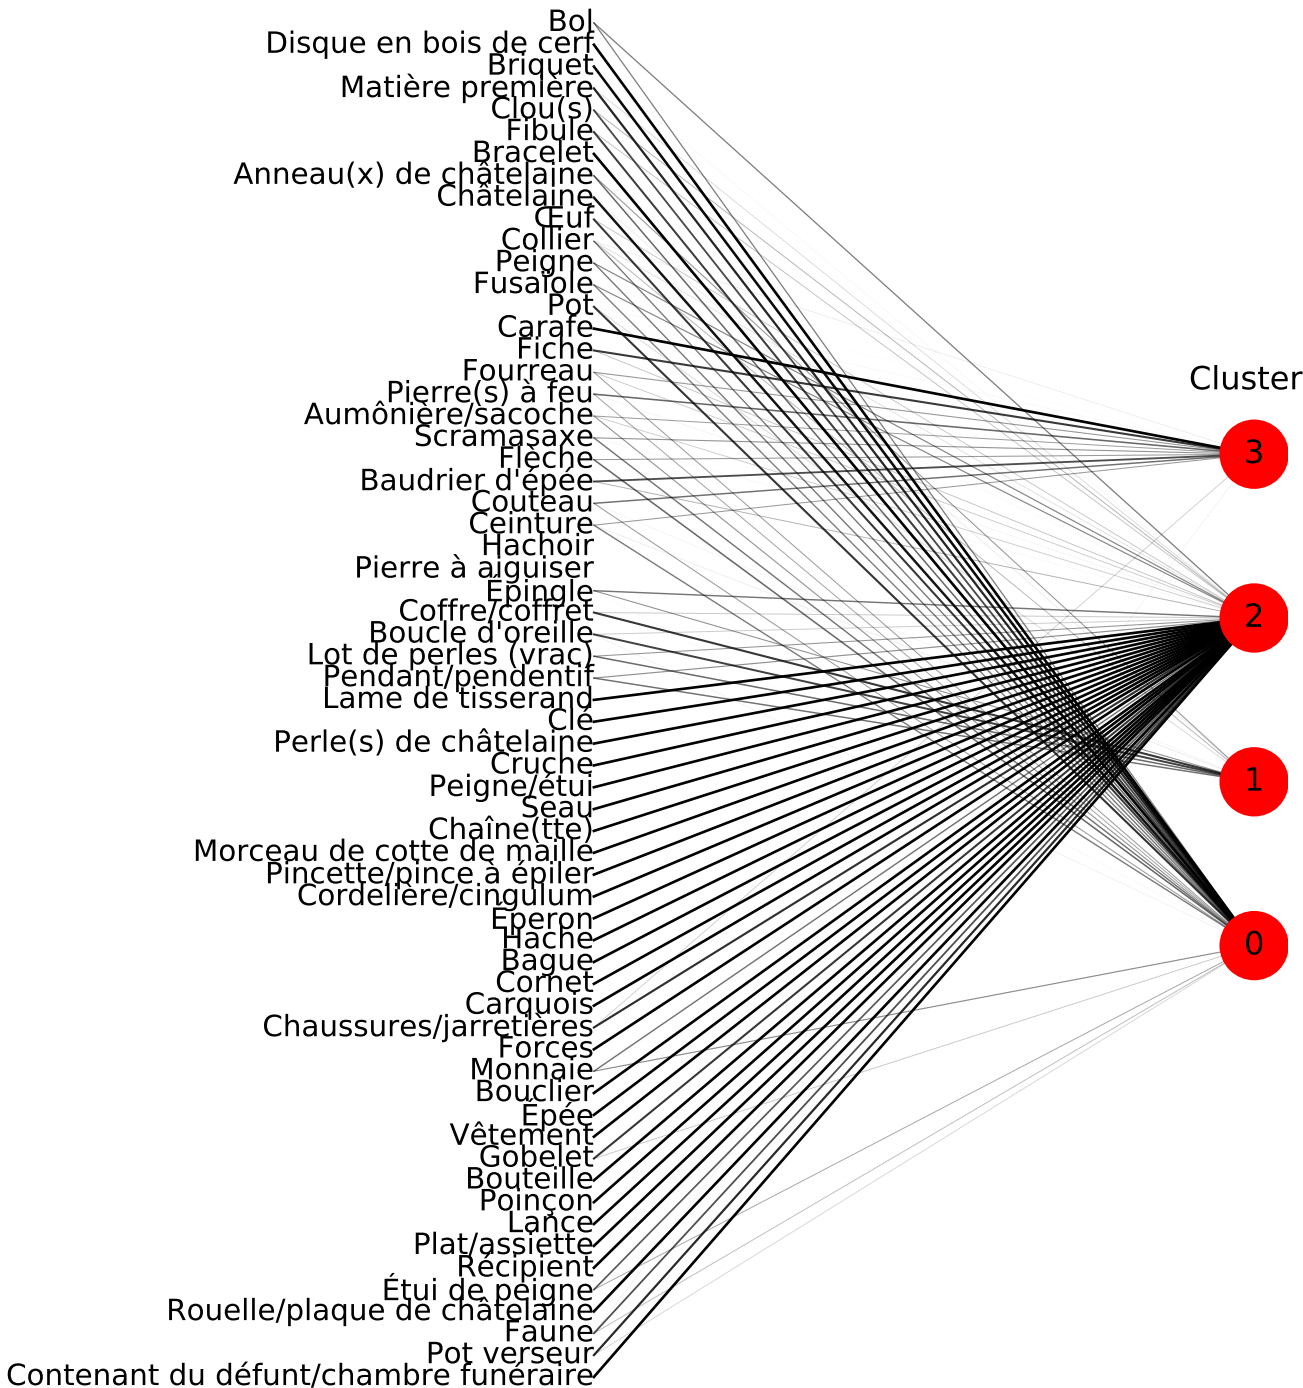 Bol
Disque en bois de cerf
Briquet
Matière première
Clou(s)
Fibule
Bracelet
Anneau(x) de châtelaine
Châtelaine
Œuf
Collier
Peigne
Fusaïole
Pot
Carafe
Fiche
Fourreau
Pierre(s) à feu
Aumônière/sacoche
Scramasaxe
Flèche
Baudrier d'épée
Couteau
Ceinture
Hachoir
Pierre à aiguiser
Épingle
Coffre/coffret
Boucle d'oreille
Lot de perles (vrac)
Pendant/pendentif
Lame de tisserand
Clé
Perle(s) de châtelaine
Cruche
Peigne/étui
Seau
Chaîne(tte)
Morceau de cotte de maille
Pincette/pince à épiler
Cordelière/cingulum
Éperon
Hache
Bague
Cornet
Carquois
Chaussures/jarretières
Forces
Monnaie
Bouclier
Épée
Vêtement
Gobelet
Bouteille
Poinçon
Lance
Plat/assiette
Récipient
Étui de peigne
Rouelle/plaque de châtelaine
Faune
Pot verseur
Contenant du défunt/chambre funéraire
Cluster
3
2
1
0